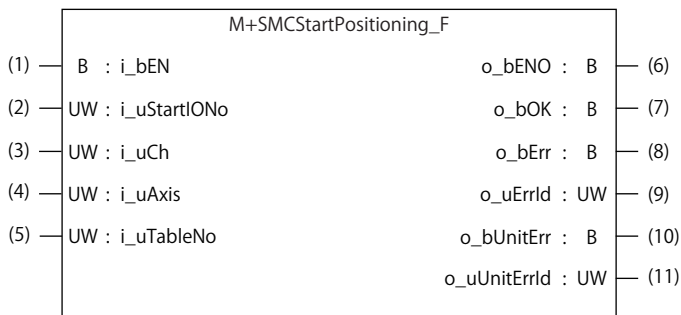 M+SMCStartPositioning_F
(1) B : i_bEN o_bENO : B (6)
(2) UW : i_uStartIONo o_bOK : B (7)
(3) UW : i_uCh o_bErr : B (8)
(4) UW : i_uAxis o_uErrId : UW (9)
(5) UW : i_uTableNo o_bUnitErr : B (10)
o_uUnitErrId : UW (11)